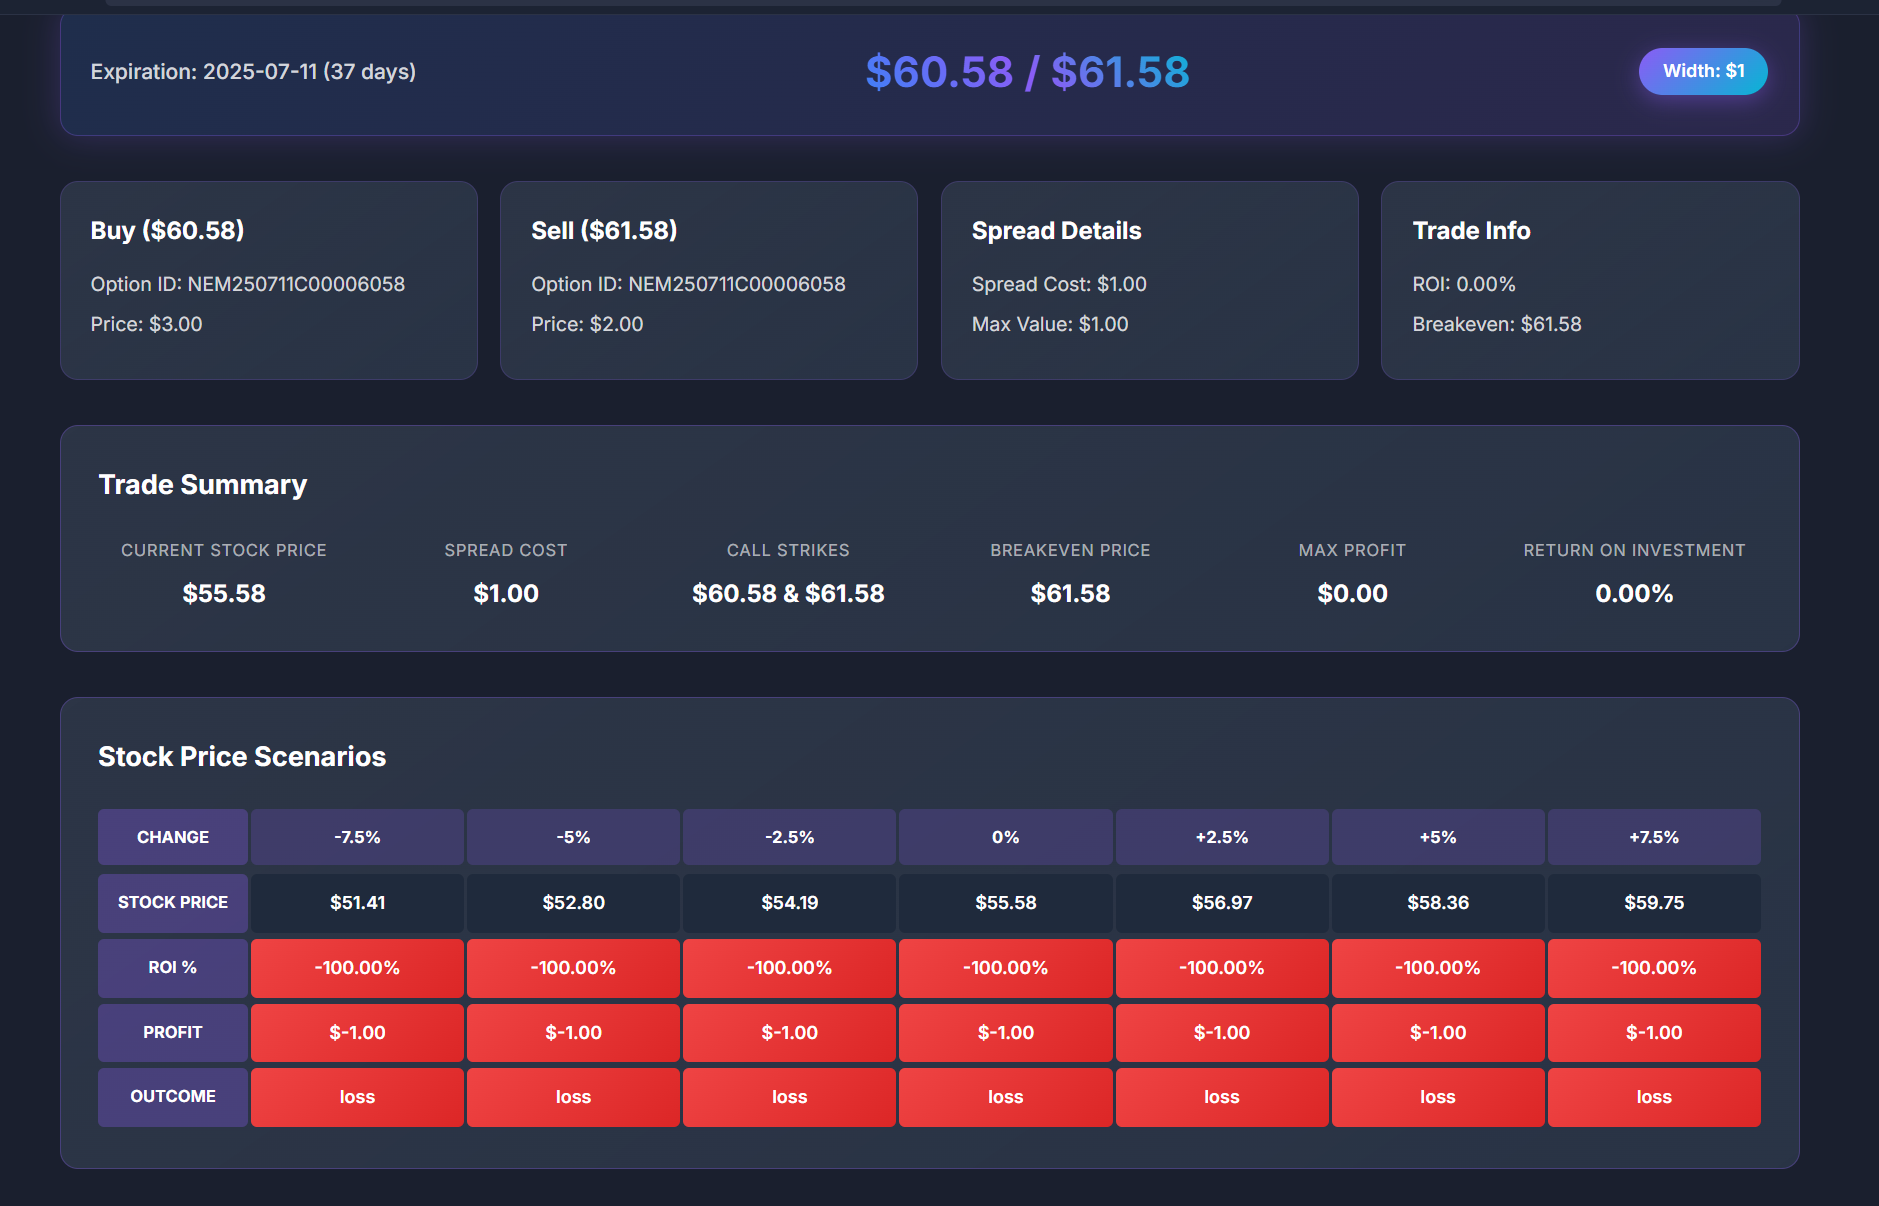 Expiration: 2025-07-11 (37 days)
$60.58 / $61.58
Width: $1
Buy ($60.58)
Option ID: NEM250711C00006058
Price: $3.00
Sell ($61.58)
Option ID: NEM250711C00006058
Price: $2.00
Spread Details
Spread Cost: $1.00
Max Value: $1.00
Trade Info
ROI: 0.00%
Breakeven: $61.58
Trade Summary
CURRENT STOCK PRICE
$55.58
SPREAD COST
$1.00
CALL STRIKES
$60.58 & $61.58
BREAKEVEN PRICE
$61.58
MAX PROFIT
$0.00
RETURN ON INVESTMENT
0.00%
Stock Price Scenarios
CHANGE -7.5% -5% -2.5% 0% +2.5% +5% +7.5%
STOCK PRICE $51.41 $52.80 $54.19 $55.58 $56.97 $58.36 $59.75
ROI % -100.00% -100.00% -100.00% -100.00% -100.00% -100.00% -100.00%
PROFIT $-1.00 $-1.00 $-1.00 $-1.00 $-1.00 $-1.00 $-1.00
OUTCOME loss loss loss loss loss loss loss